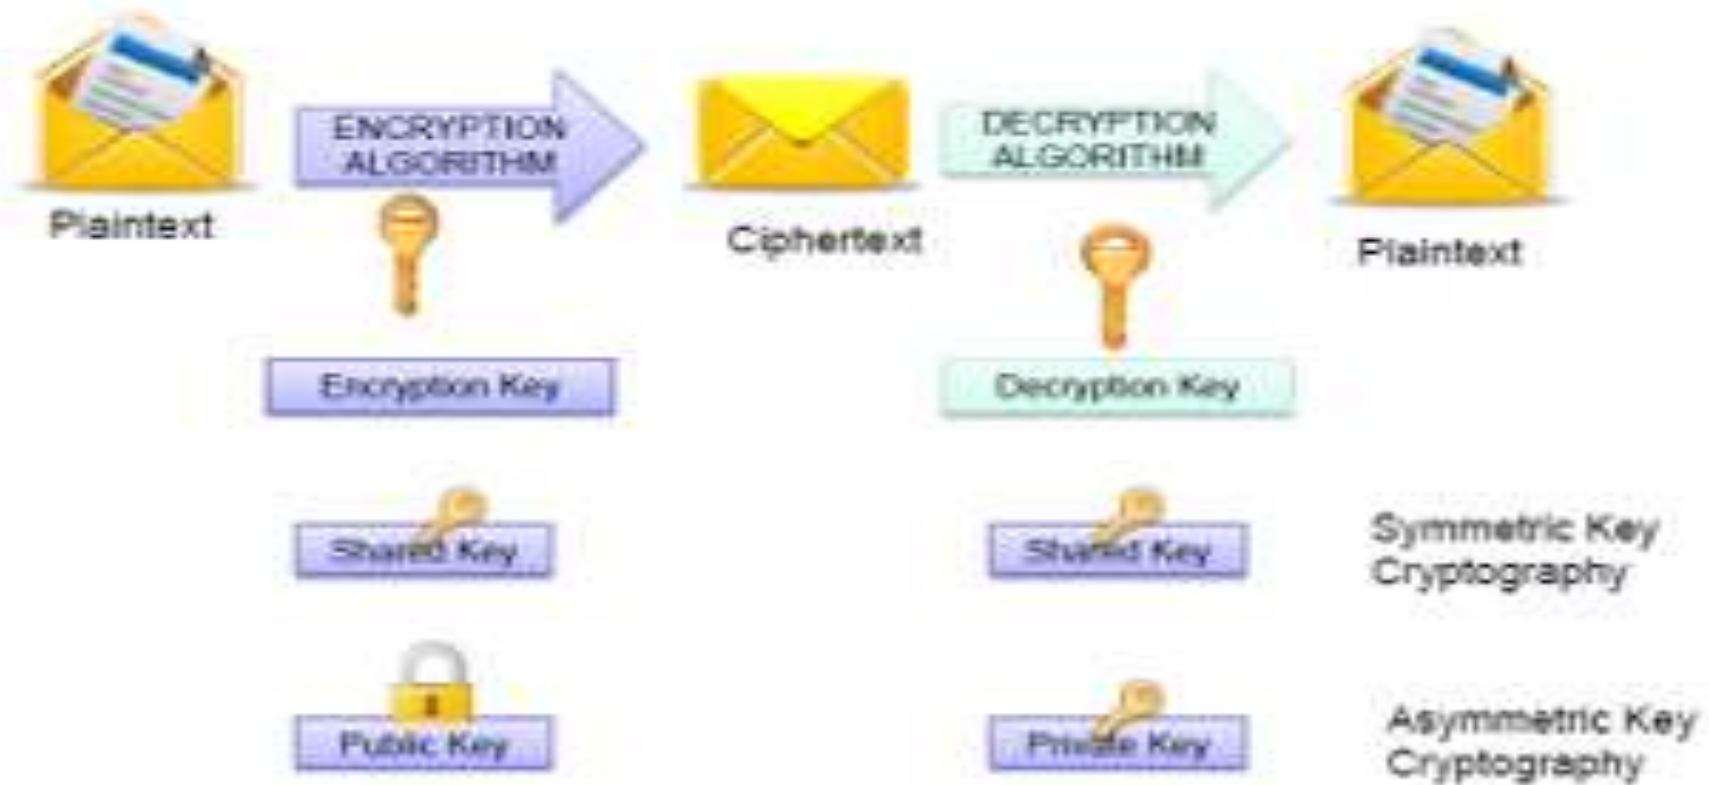 ENCRYPTION
ALGORITHM
DECRYPTION
ALGORITHM
Plaintext
Ciphertext
Plaintext
Encryption Key
Decryption Key
Shared Key
Shared Key
Symmetric Key
Cryptography
Public Key
Private Key
Asymmetric Key
Cryptography